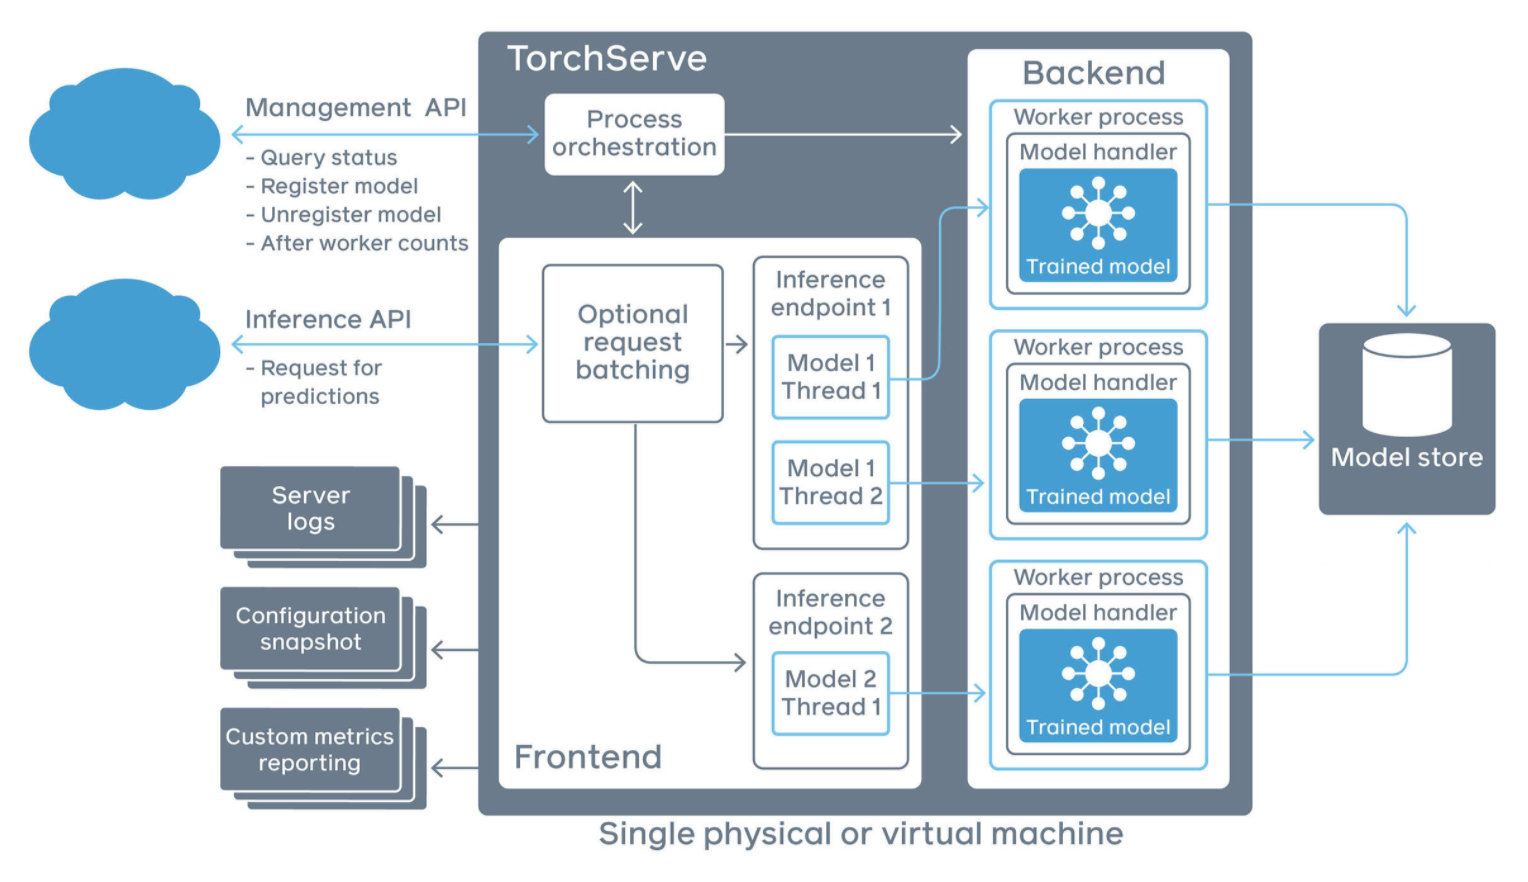 TorchServe
Management API
- Query status
- Register model
- Unregister model
- After worker counts
Process
orchestration
Inference API
- Request for
predictions
Optional
request
batching
Inference
endpoint 1
Model 1
Thread 1
Model 1
Thread 2
Inference
endpoint 2
Model 2
Thread 1
Frontend
Backend
Worker process
Model handler
Trained model
Worker process
Model handler
Trained model
Worker process
Model handler
Trained model
Model store
Server
logs
Configuration
snapshot
Custom metrics
reporting
Single physical or virtual machine